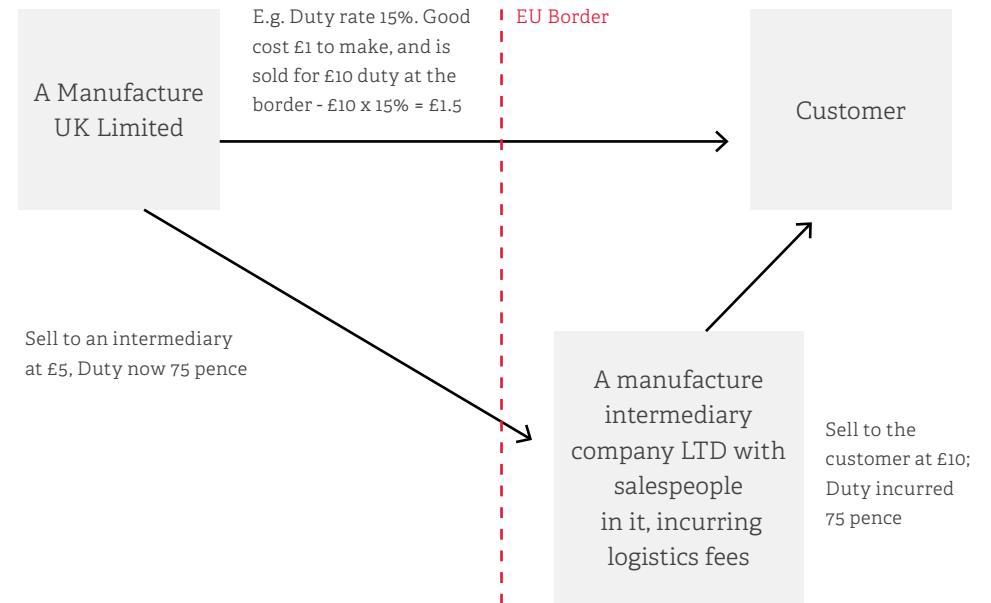 A Manufacture
UK Limited
E.g. Duty rate 15%. Good
cost £1 to make, and is
sold for £10 duty at the
border - £10 x 15% = £1.5
EU Border
Customer
Sell to an intermediary
at £5, Duty now 75 pence
A manufacture
intermediary
company LTD with
salespeople
in it, incurring
logistics fees
Sell to the
customer at £10;
Duty incurred
75 pence